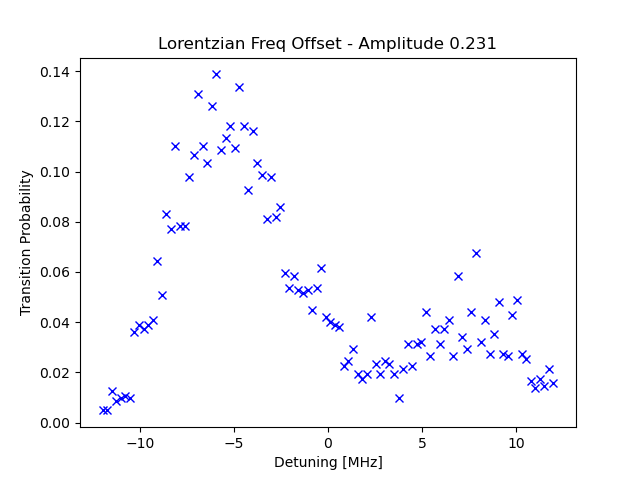 Lorentzian Freq Offset - Amplitude 0.231
0.14
0.12
0.10
0.08
0.06
0.04
0.02
0.00
Transition Probability
−10 −5 0 5 10
Detuning [MHz]